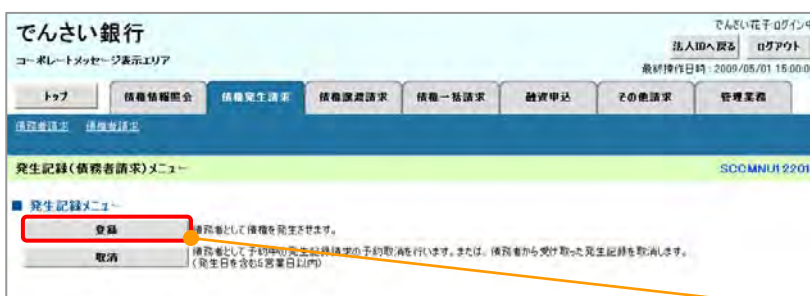 でんさい銀行
コーポレートメッセージ表示エリア
でんさい花子 ログイン中
法人IDへ戻る ログアウト
最終操作日時:2009/05/01 15:00:0
トップ 債権情報照会 債権発生請求 債権譲渡請求 債権一括請求 融資申込 その他請求 管理業務
債務者請求 債権者請求
発生記録(債務者請求)メニュー SCCMNU12201
■ 発生記録メニュー
登録 債務者として債権を発生させます。
取消 債務者として予約中の発生記録請求の予約取消を行います。または、債務者から受け取った発生記録を取消します。
(発生日を含む5営業日以内)